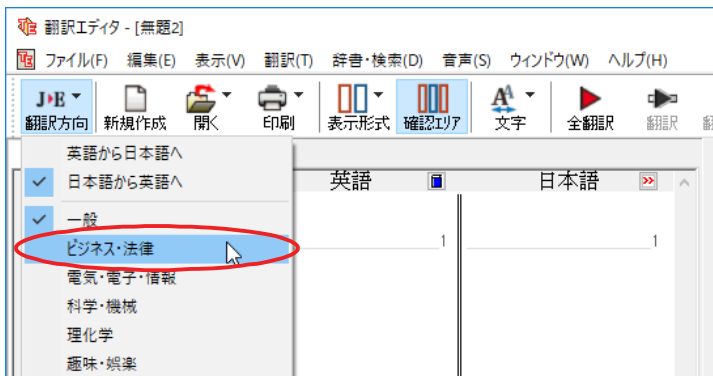 翻訳エディタ - [無題2]
ファイル(F) 編集(E) 表示(V) 翻訳(T) 辞書・検索(D) 音声(S) ウィンドウ(W) ヘルプ(H)
J▸E 翻訳方向 新規作成 開く 印刷 表示形式 確認エリア 文字 全翻訳 翻訳
英語から日本語へ
日本語から英語へ
英語 日本語
一般
ビジネス・法律
1 1
電気・電子・情報
科学・機械
理化学
趣味・娯楽